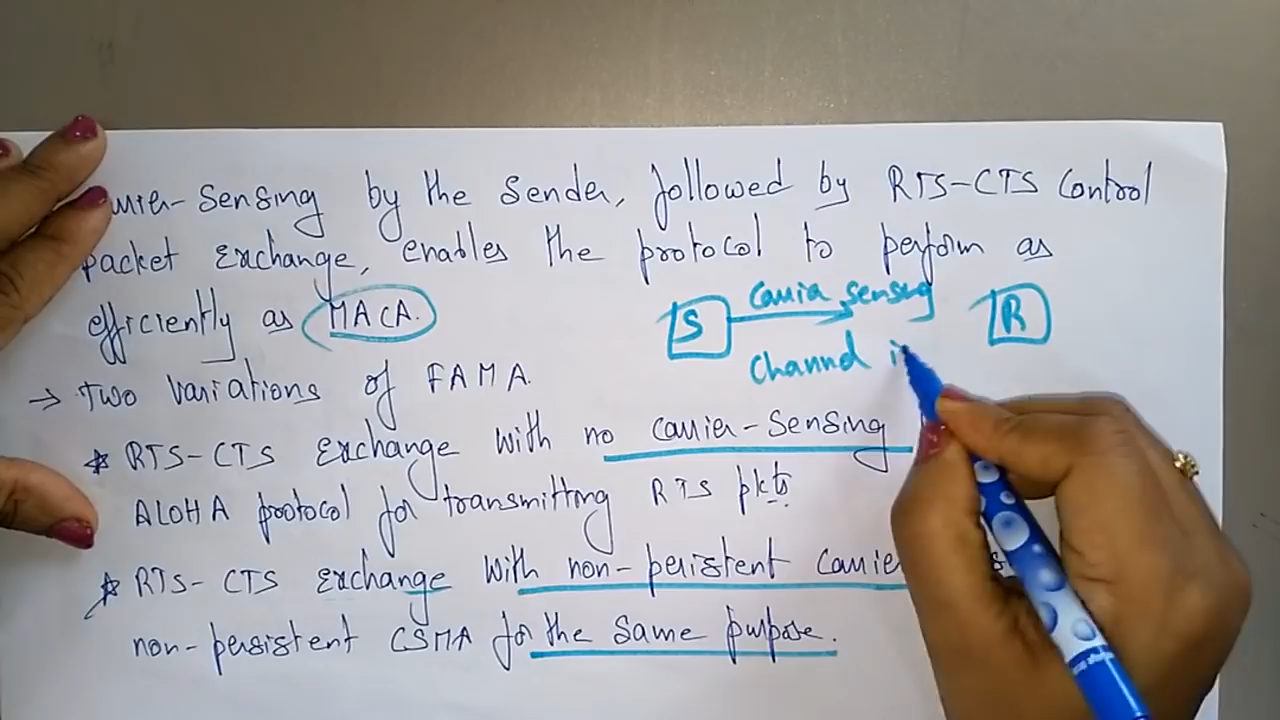 Sensing by the Sender, followed by RTS-CTS Control
packet Exchange, enables the protocol to perform as
efficiently as MACA.
S Carrier sensing R
Channel i
→ Two variations of FAMA.
* RTS-CTS Exchange with no carrier-sensing
ALOHA protocol for transmitting RTS pkts.
* RTS-CTS Exchange with non-persistent
non-persistent CSMA for the same purpose.